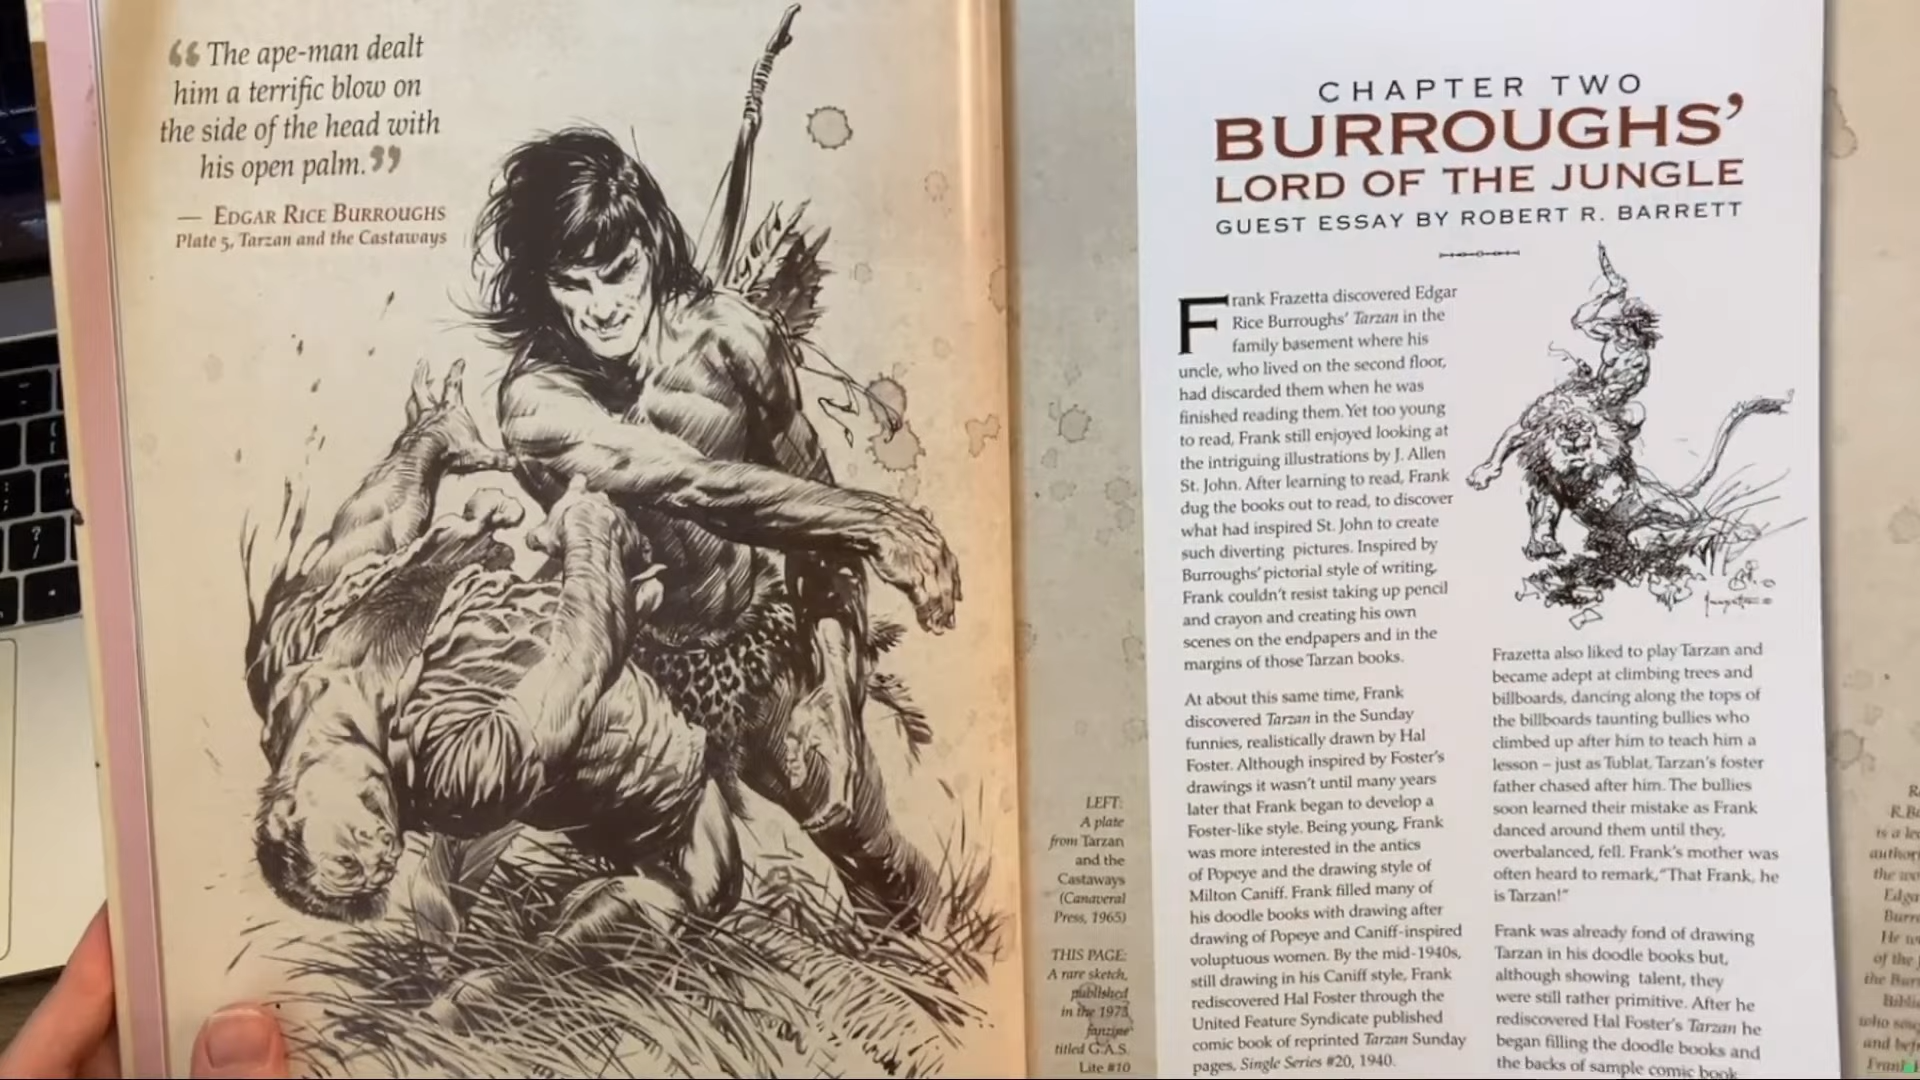 “The ape-man dealt
him a terrific blow on
the side of the head with
his open palm.”
— EDGAR RICE BURROUGHS
Plate 5, Tarzan and the Castaways
LEFT:
A plate
from Tarzan
and the
Castaways
(Canaveral
Press, 1965)
THIS PAGE:
A rare sketch,
published
in the 1973
fanzine
titled G.A.S.
Lite #10
CHAPTER TWO
BURROUGHS’
LORD OF THE JUNGLE
GUEST ESSAY BY ROBERT R. BARRETT
Frank Frazetta discovered Edgar
Rice Burroughs’ Tarzan in the
family basement where his
uncle, who lived on the second floor,
had discarded them when he was
finished reading them. Yet too young
to read, Frank still enjoyed looking at
the intriguing illustrations by J. Allen
St. John. After learning to read, Frank
dug the books out to read, to discover
what had inspired St. John to create
such diverting pictures. Inspired by
Burroughs’ pictorial style of writing,
Frank couldn’t resist taking up pencil
and crayon and creating his own
scenes on the endpapers and in the
margins of those Tarzan books.
At about this same time, Frank
discovered Tarzan in the Sunday
funnies, realistically drawn by Hal
Foster. Although inspired by Foster’s
drawings it wasn’t until many years
later that Frank began to develop a
Foster-like style. Being young, Frank
was more interested in the antics
of Popeye and the drawing style of
Milton Caniff. Frank filled many of
his doodle books with drawing after
drawing of Popeye and Caniff-inspired
voluptuous women. By the mid-1940s,
still drawing in his Caniff style, Frank
rediscovered Hal Foster through the
United Feature Syndicate published
comic book of reprinted Tarzan Sunday
pages, Single Series #20, 1940.
Frazetta also liked to play Tarzan and
became adept at climbing trees and
billboards, dancing along the tops of
the billboards taunting bullies who
climbed up after him to teach him a
lesson – just as Tublat, Tarzan’s foster
father chased after him. The bullies
soon learned their mistake as Frank
danced around them until they,
overbalanced, fell. Frank’s mother was
often heard to remark, “That Frank, he
is Tarzan!”
Frank was already fond of drawing
Tarzan in his doodle books but,
although showing talent, they
were still rather primitive. After he
rediscovered Hal Foster’s Tarzan he
began filling the doodle books and
the backs of sample comic book
is a
author
the
Edga
Burr
He
of the
the
who
and